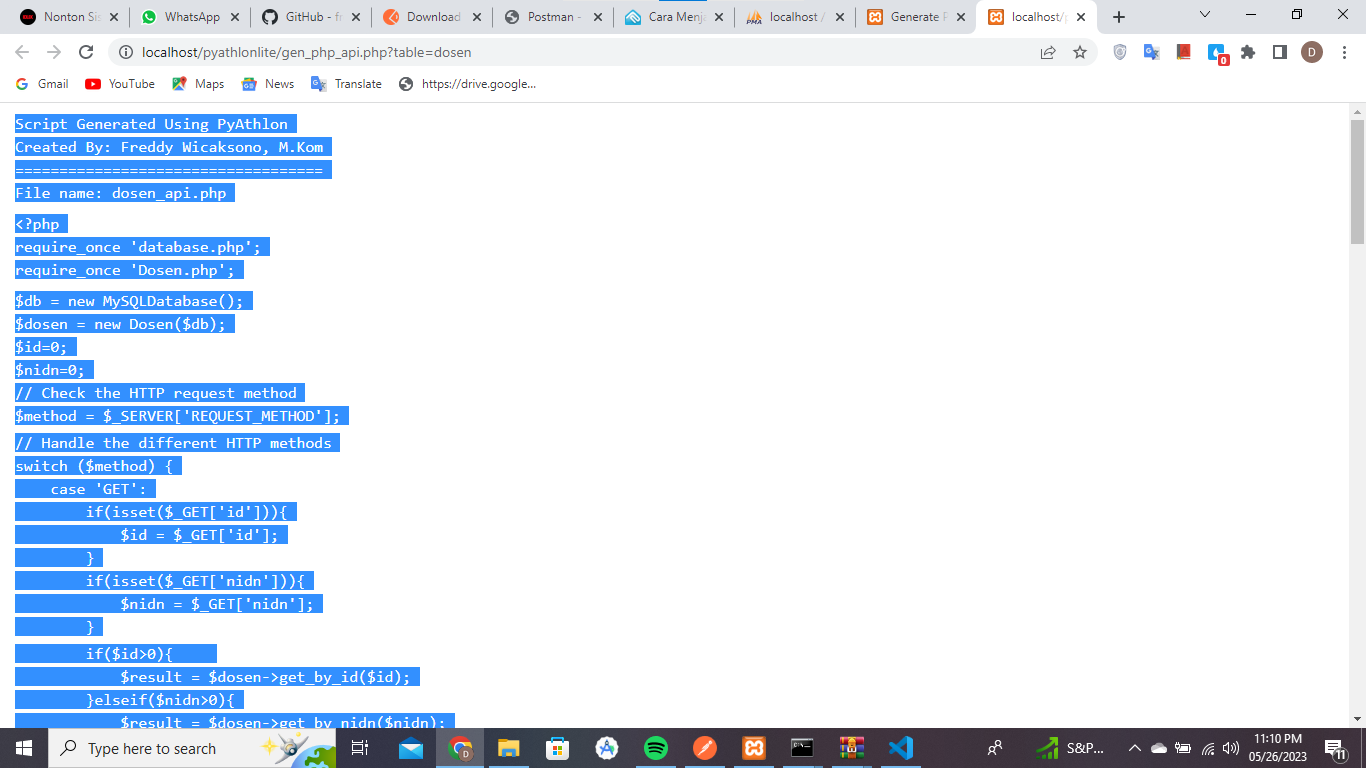 Nonton Sis
WhatsApp
GitHub - fr
Download
Postman -
Cara Menja
localhost /
Generate P
localhost/p
localhost/pyathlonlite/gen_php_api.php?table=dosen
D
Gmail
YouTube
Maps
News
Translate
https://drive.google...
Script Generated Using PyAthlon
Created By: Freddy Wicaksono, M.Kom
===================================
File name: dosen_api.php
<?php
require_once 'database.php';
require_once 'Dosen.php';
$db = new MySQLDatabase();
$dosen = new Dosen($db);
$id=0;
$nidn=0;
// Check the HTTP request method
$method = $_SERVER['REQUEST_METHOD'];
// Handle the different HTTP methods
switch ($method) {
    case 'GET':
        if(isset($_GET['id'])){
            $id = $_GET['id'];
        }
        if(isset($_GET['nidn'])){
            $nidn = $_GET['nidn'];
        }
        if($id>0){
            $result = $dosen->get_by_id($id);
        }elseif($nidn>0){
            $result = $dosen->get_by_nidn($nidn);
Type here to search
S&P...
11:10 PM
05/26/2023
11